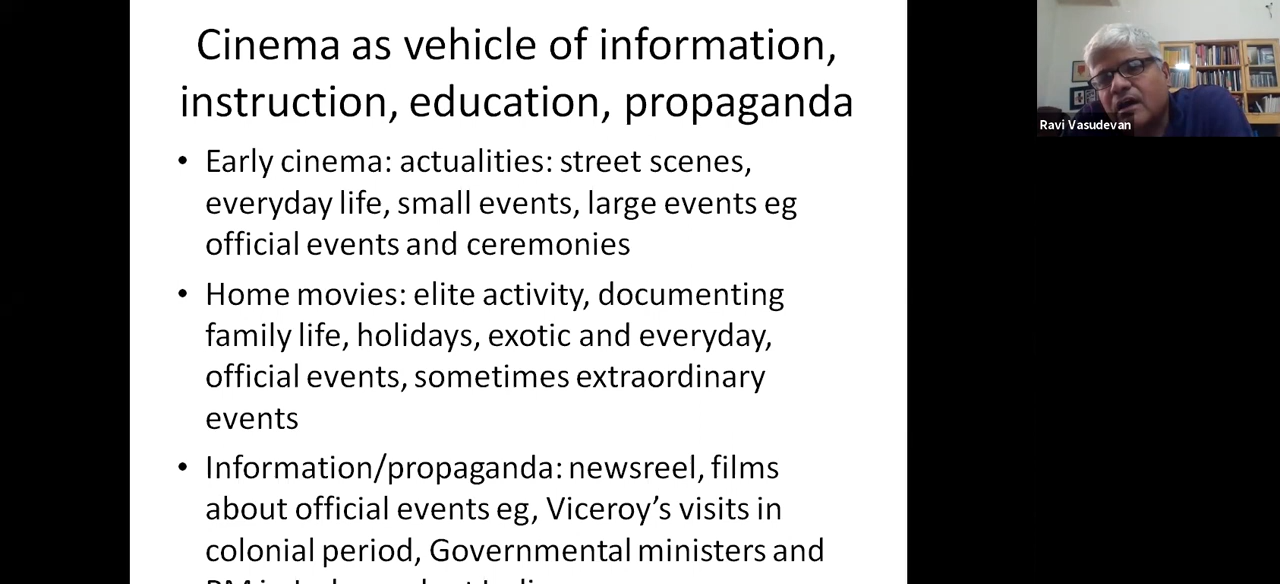 Cinema as vehicle of information,
instruction, education, propaganda
• Early cinema: actualities: street scenes,
everyday life, small events, large events eg
official events and ceremonies
• Home movies: elite activity, documenting
family life, holidays, exotic and everyday,
official events, sometimes extraordinary
events
• Information/propaganda: newsreel, films
about official events eg, Viceroy's visits in
colonial period, Governmental ministers and
Ravi Vasudevan